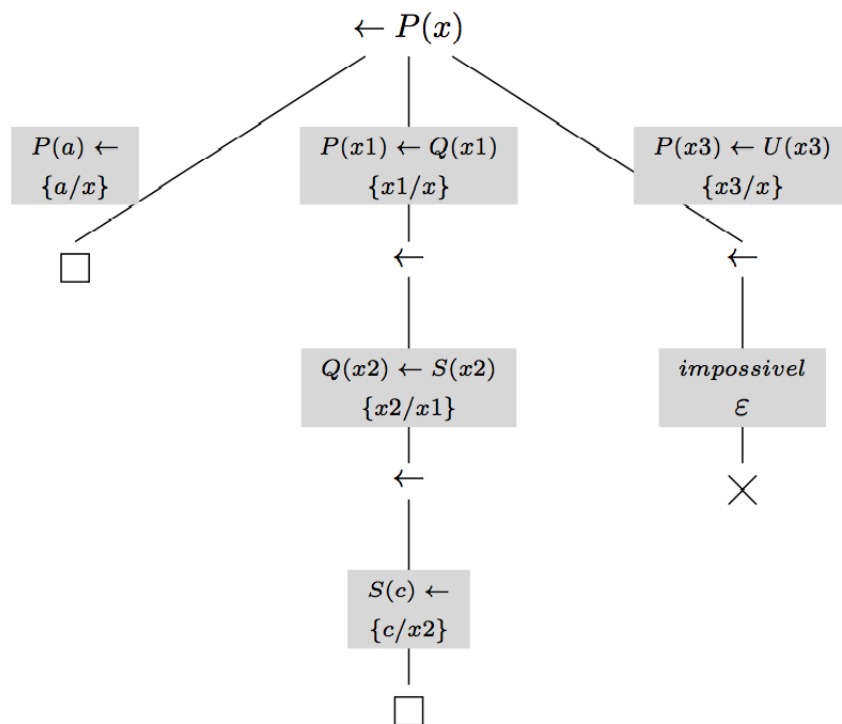 ← P(x)
P(a) ←
{a/x}
P(x1) ← Q(x1)
{x1/x}
P(x3) ← U(x3)
{x3/x}
□
←
←
Q(x2) ← S(x2)
{x2/x1}
impossivel
ε
←
×
S(c) ←
{c/x2}
□